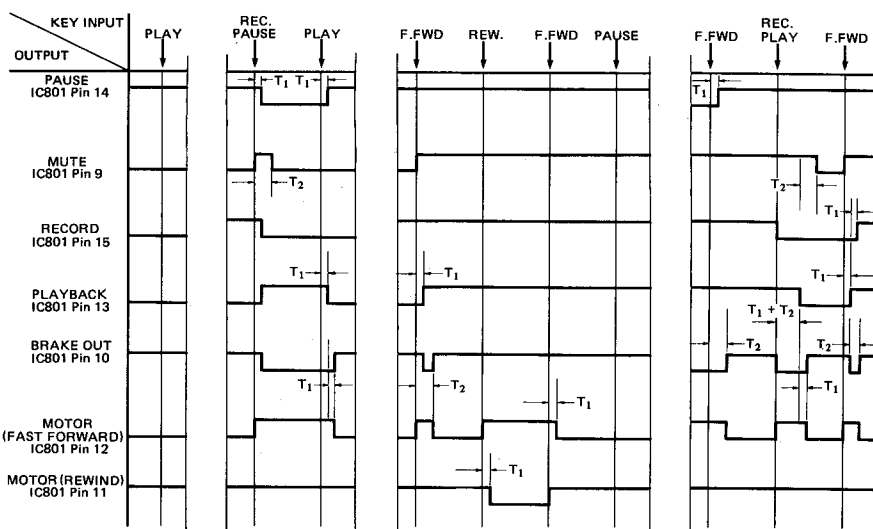 KEY INPUT
OUTPUT
PLAY
REC.
PAUSE
PLAY
F.FWD
REW.
F.FWD
PAUSE
F.FWD
REC.
PLAY
F.FWD
PAUSE
IC801 Pin 14
T1
T1
T1
MUTE
IC801 Pin 9
T2
T2
RECORD
IC801 Pin 15
T1
PLAYBACK
IC801 Pin 13
T1
T1
T1
BRAKE OUT
IC801 Pin 10
T1
T2
T2
T1 + T2
T1
T2
MOTOR
(FAST FORWARD)
IC801 Pin 12
T1
MOTOR (REWIND)
IC801 Pin 11
T1